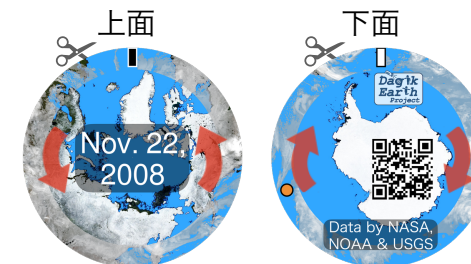 上面
下面
Nov. 22,
2008
Dagik
Earth
Project
Data by NASA,
NOAA & USGS